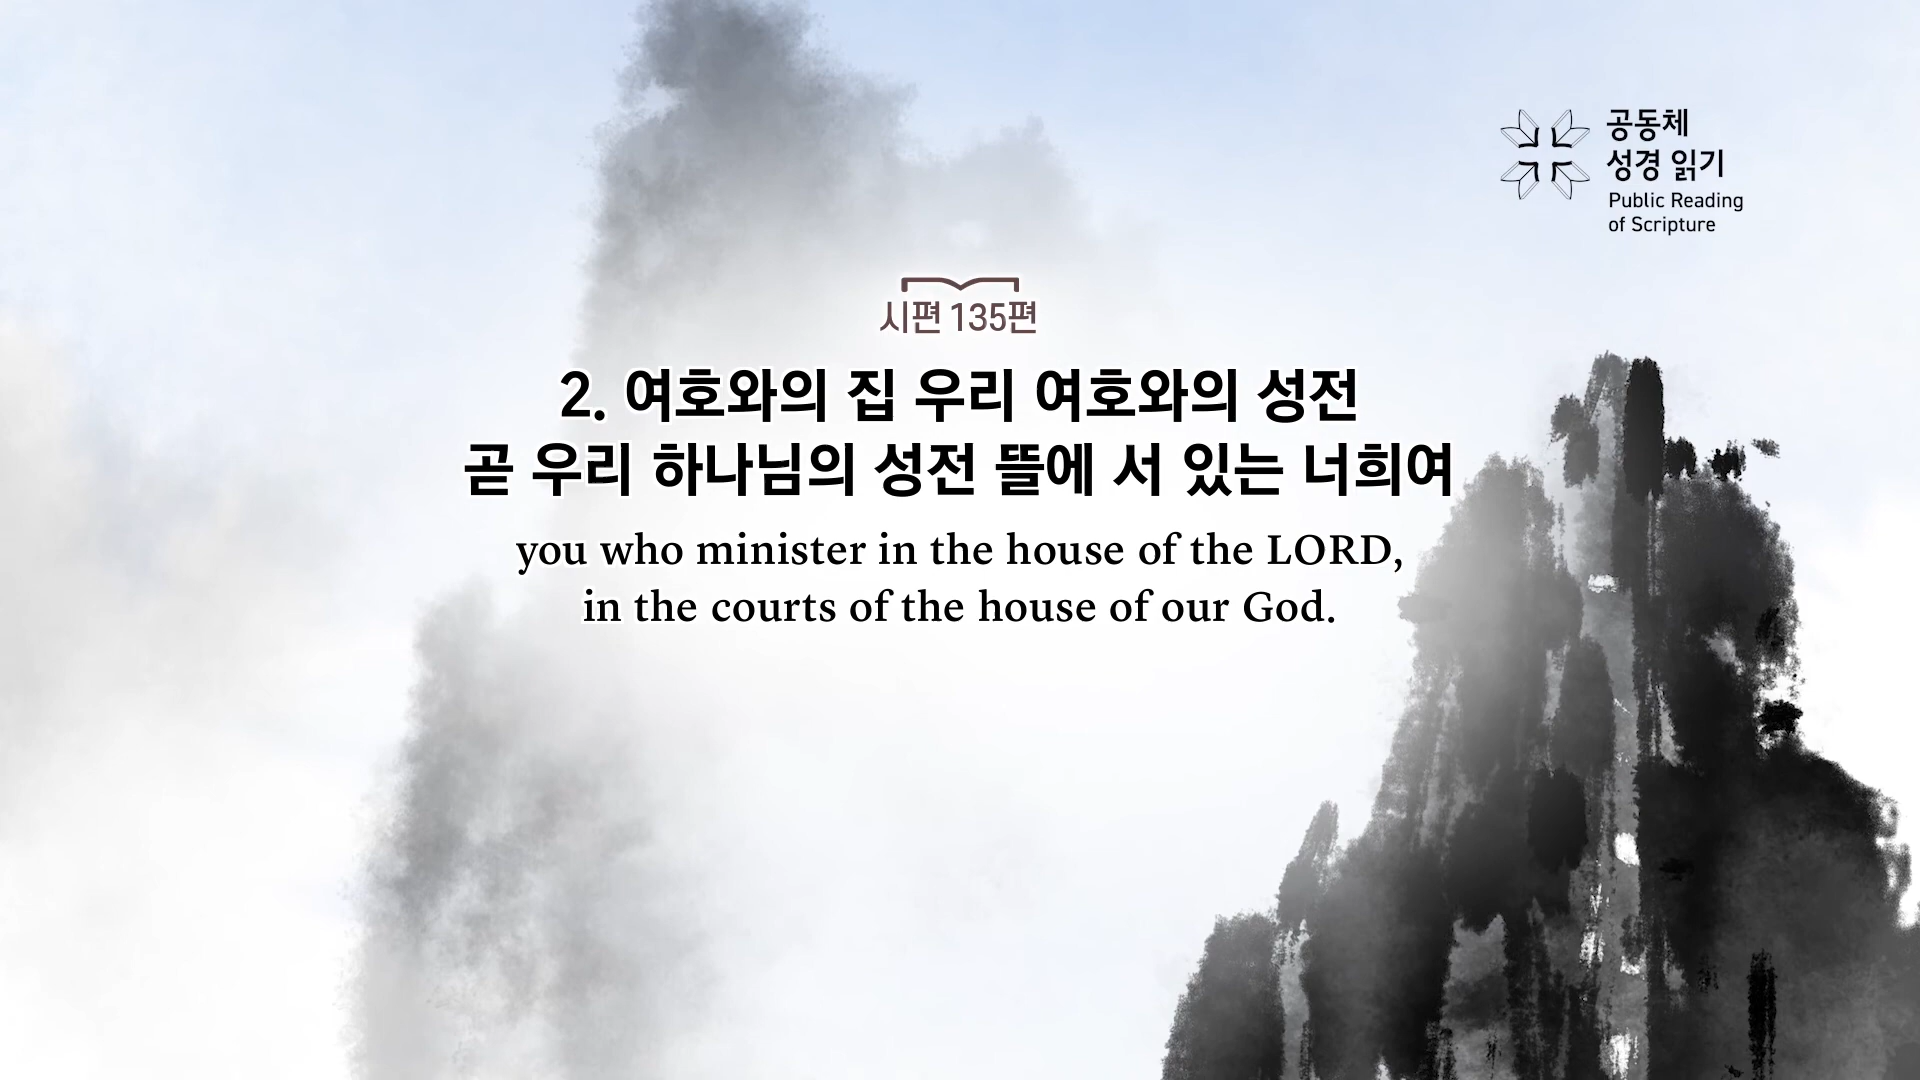 공동체
성경 읽기
Public Reading
of Scripture
시편 135편
2. 여호와의 집 우리 여호와의 성전
곧 우리 하나님의 성전 뜰에 서 있는 너희여
you who minister in the house of the LORD,
in the courts of the house of our God.